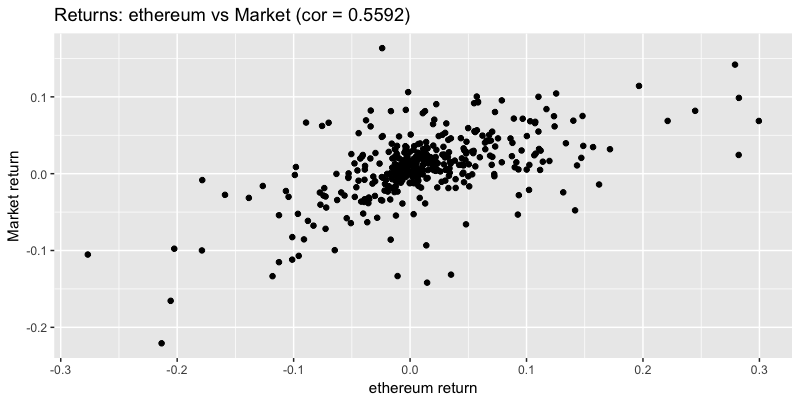 Returns: ethereum vs Market (cor = 0.5592)
Market return
0.1
0.0
-0.1
-0.2
-0.3 -0.2 -0.1 0.0 0.1 0.2 0.3
ethereum return